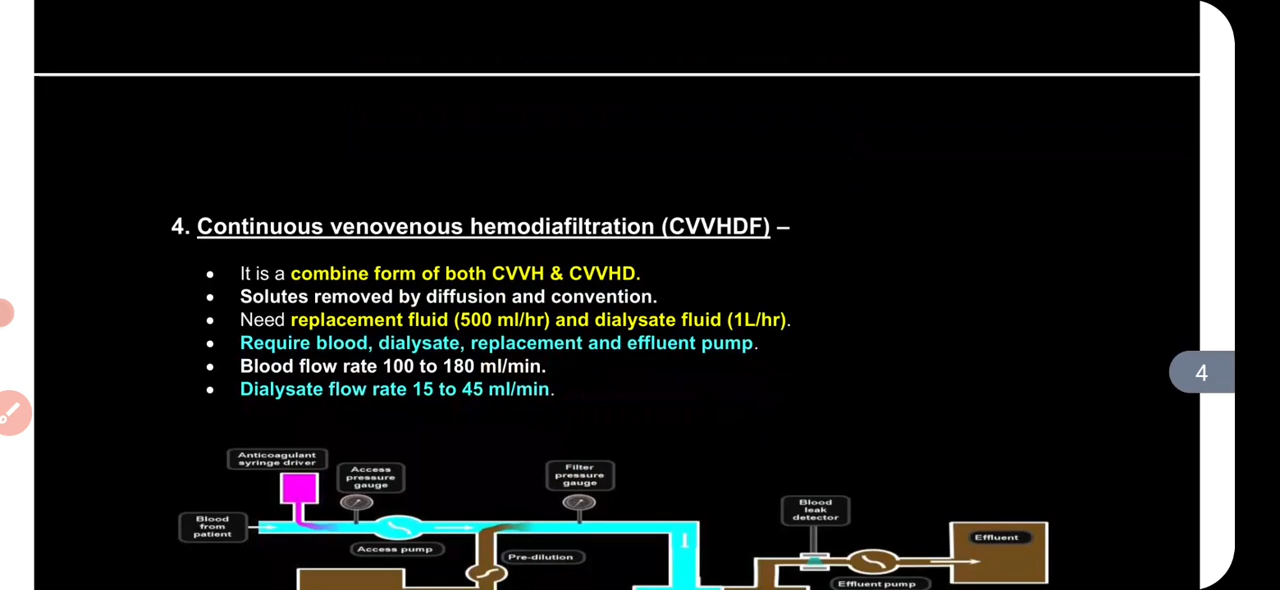 4. Continuous venovenous hemodiafiltration (CVVHDF) –
• It is a combine form of both CVVH & CVVHD.
• Solutes removed by diffusion and convention.
• Need replacement fluid (500 ml/hr) and dialysate fluid (1L/hr).
• Require blood, dialysate, replacement and effluent pump.
• Blood flow rate 100 to 180 ml/min.
• Dialysate flow rate 15 to 45 ml/min.
4
Anticoagulant
syringe driver
Access
pressure
gauge
Filter
pressure
gauge
Blood
leak
detector
Blood
from
patient
Access pump
Pre-dilution
Effluent
Effluent pump